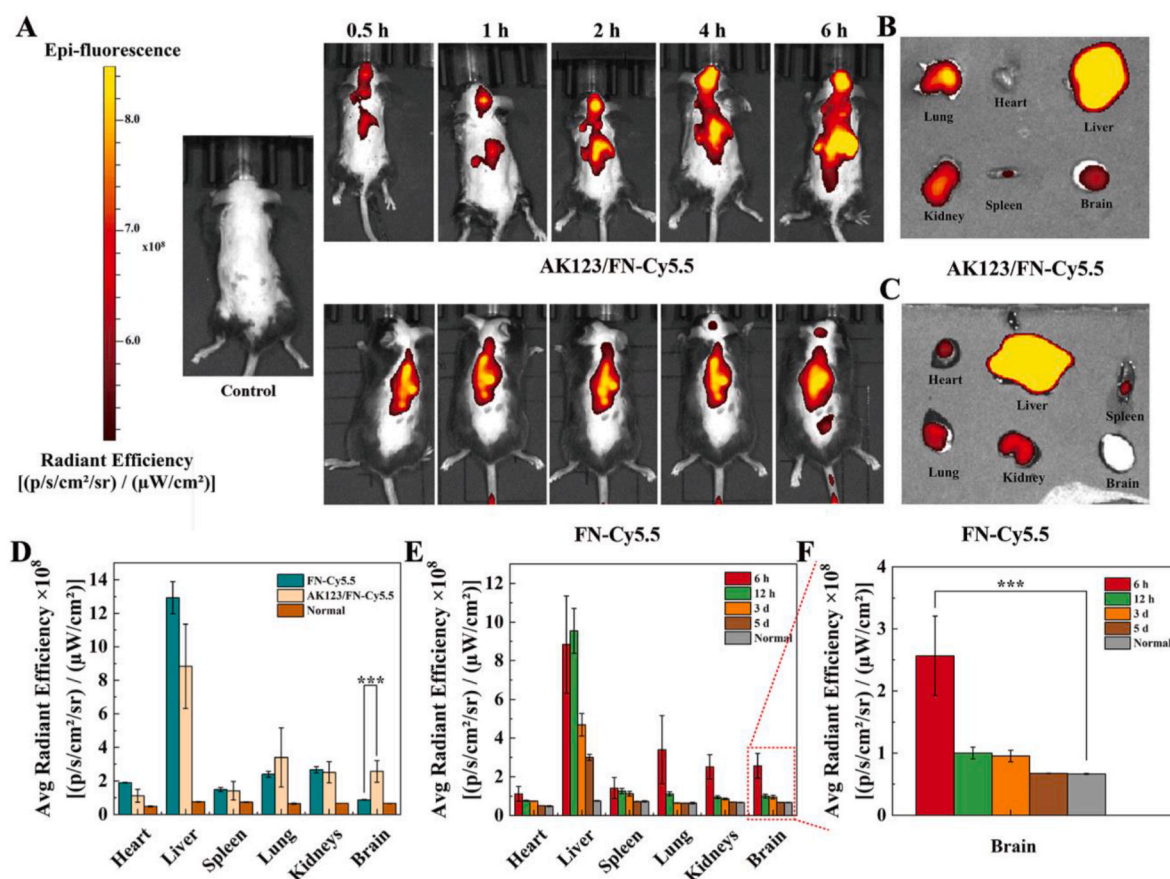 A
Epi-fluorescence
8.0
7.0
x10⁸
6.0
Radiant Efficiency
[(p/s/cm²/sr) / (µW/cm²)]
Control
0.5 h 1 h 2 h 4 h 6 h
AK123/FN-Cy5.5
FN-Cy5.5
B
Lung Heart Liver
Kidney Spleen Brain
AK123/FN-Cy5.5
C
Heart Liver Spleen
Lung Kidney Brain
FN-Cy5.5
D
Avg Radiant Efficiency ×10⁸
[(p/s/cm²/sr) / (µW/cm²)]
14
12
10
8
6
4
2
0
FN-Cy5.5
AK123/FN-Cy5.5
Normal
***
Heart Liver Spleen Lung Kidneys Brain
E
Avg Radiant Efficiency ×10⁸
[(p/s/cm²/sr) / (µW/cm²)]
12
10
8
6
4
2
0
6 h
12 h
3 d
5 d
Normal
Heart Liver Spleen Lung Kidneys Brain
F
Avg Radiant Efficiency ×10⁸
[(p/s/cm²/sr) / (µW/cm²)]
4
3
2
1
0
***
6 h
12 h
3 d
5 d
Normal
Brain